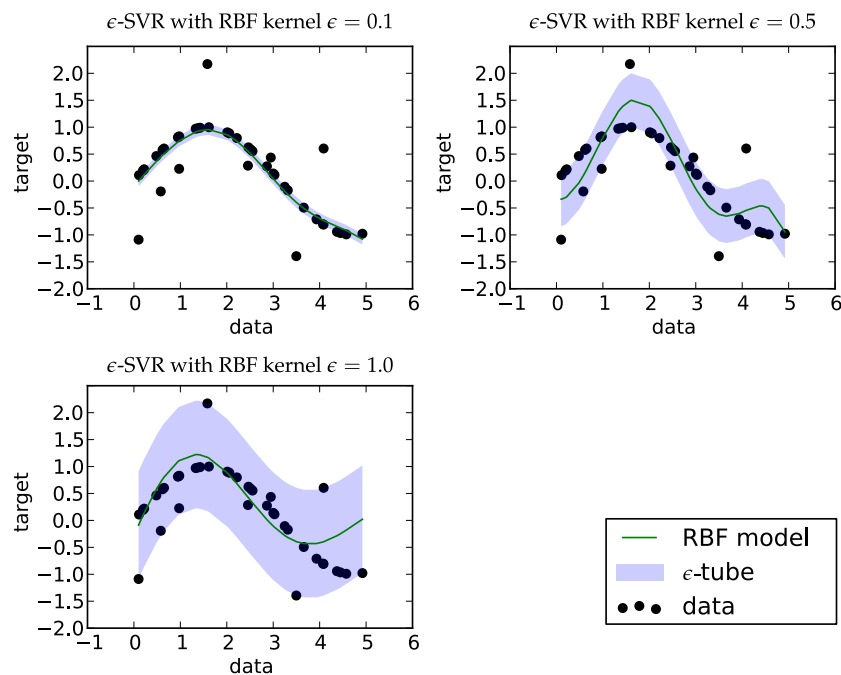 ϵ-SVR with RBF kernel ϵ = 0.1
2.0
1.5
1.0
0.5
0.0
−0.5
−1.0
−1.5
−2.0
target
−1 0 1 2 3 4 5 6
data
ϵ-SVR with RBF kernel ϵ = 0.5
2.0
1.5
1.0
0.5
0.0
−0.5
−1.0
−1.5
−2.0
target
−1 0 1 2 3 4 5 6
data
ϵ-SVR with RBF kernel ϵ = 1.0
2.0
1.5
1.0
0.5
0.0
−0.5
−1.0
−1.5
−2.0
target
−1 0 1 2 3 4 5 6
data
RBF model
ϵ-tube
data